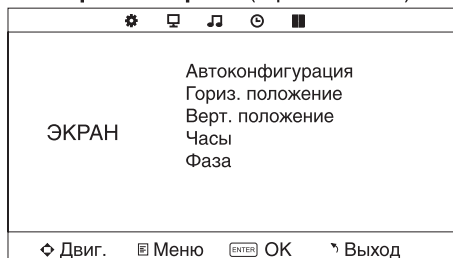 ЭКРАН
Автоконфигурация
Гориз. положение
Верт. положение
Часы
Фаза
Двиг. Меню ENTER OK Выход